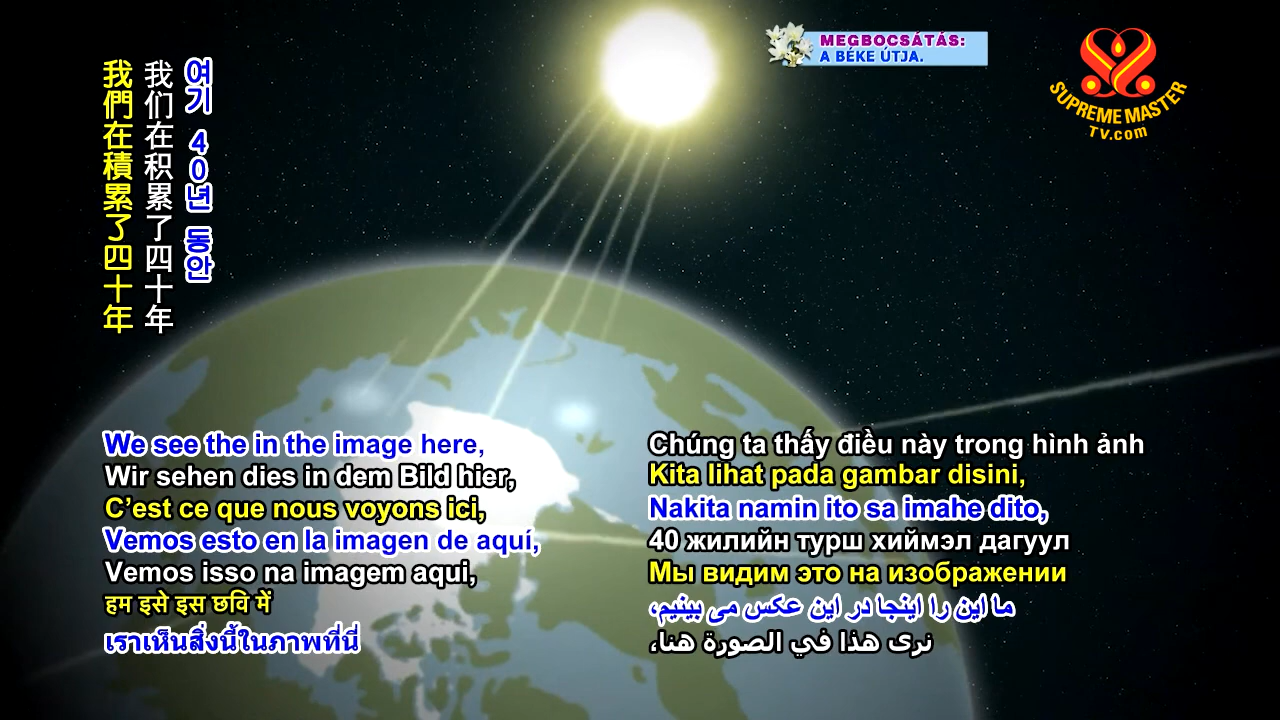 MEGBOCSÁTÁS:
A BÉKE ÚTJA.
SUPREME MASTER
TV.com
여기 40년 동안
我们在积累了四十年
我們在積累了四十年
We see the in the image here,
Wir sehen dies in dem Bild hier,
C’est ce que nous voyons ici,
Vemos esto en la imagen de aquí,
Vemos isso na imagem aqui,
हम इसे इस छवि में
เราเห็นสิ่งนี้ในภาพที่นี่
Chúng ta thấy điều này trong hình ảnh
Kita lihat pada gambar disini,
Nakita namin ito sa imahe dito,
40 жилийн турш хиймэл дагуул
Мы видим это на изображении
ما این را اینجا در این عکس می بینیم،
نرى هذا في الصورة هنا،